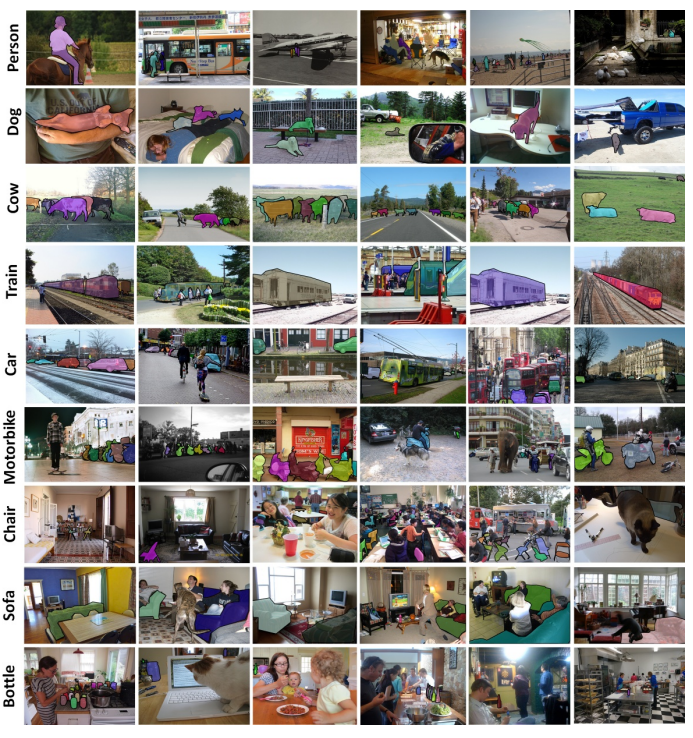 Person
Dog
Cow
Train
Car
Motorbike
Chair
Sofa
Bottle